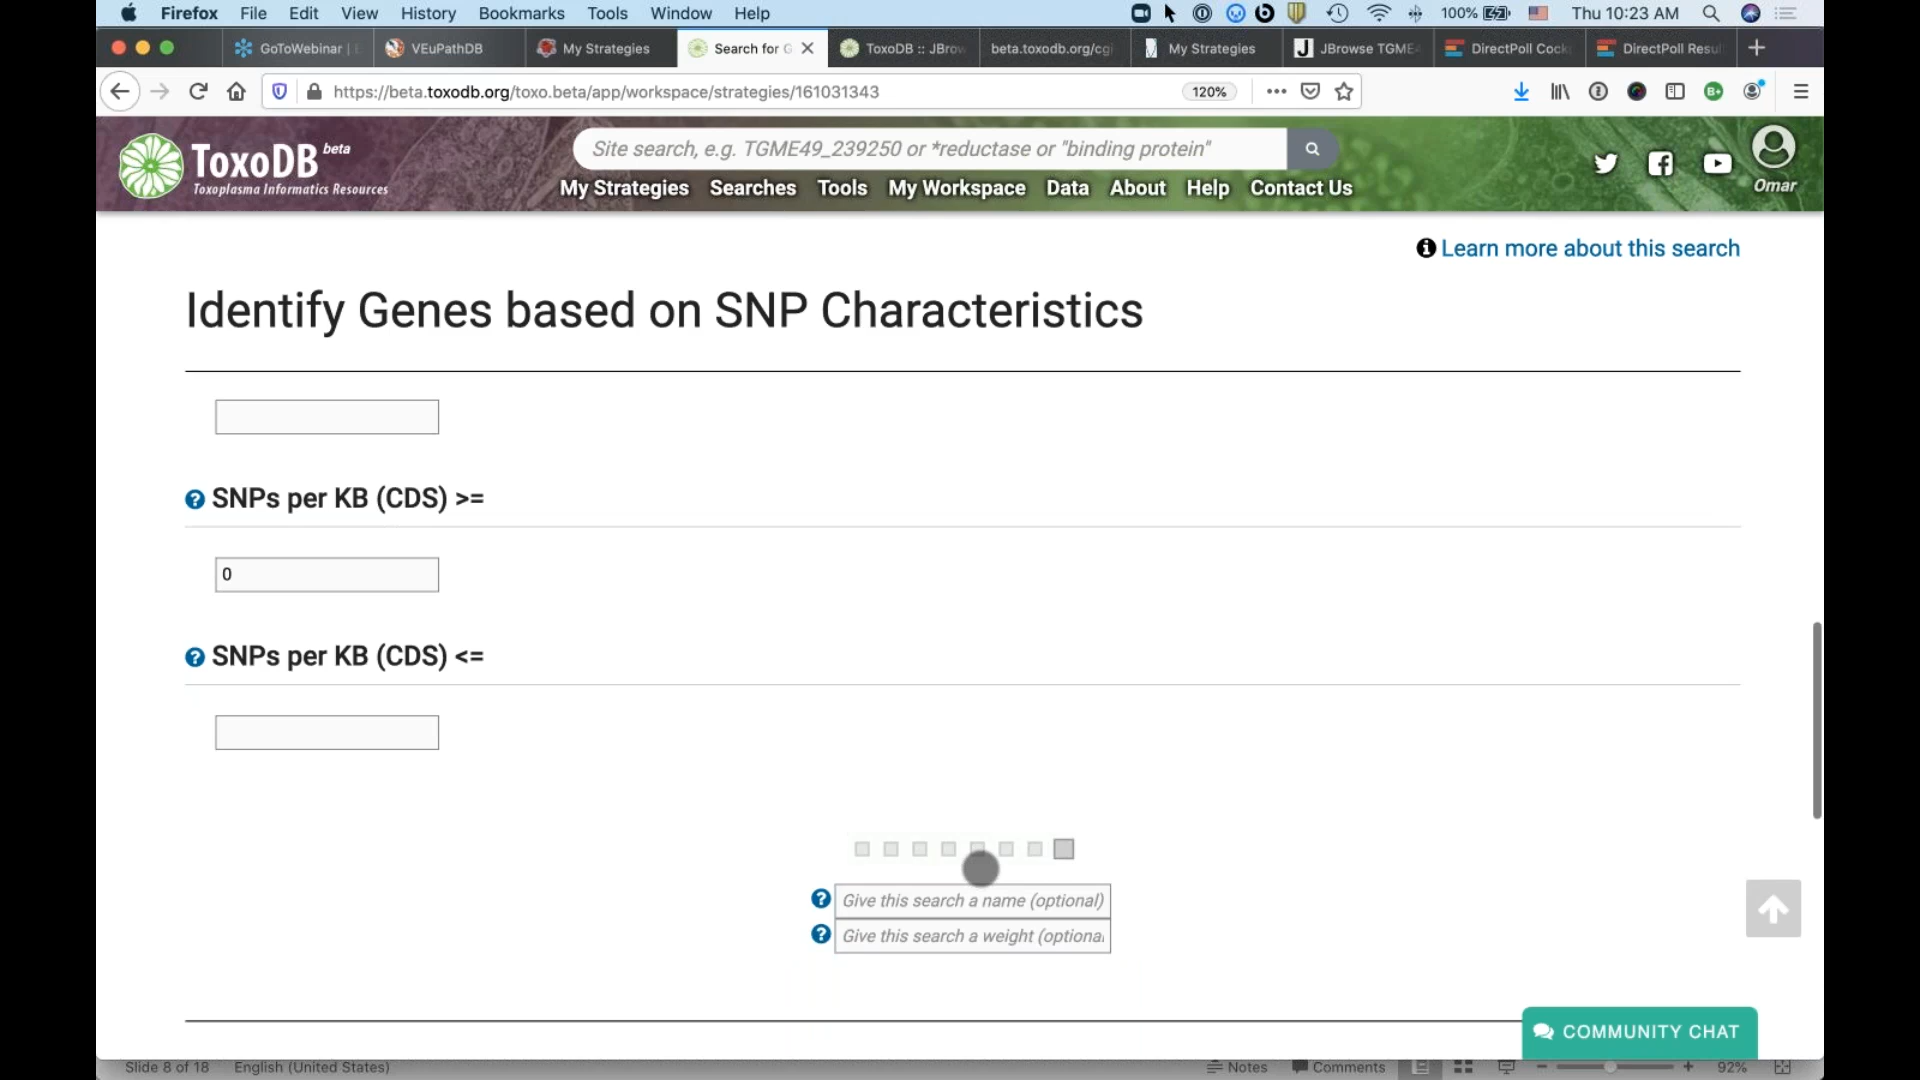 Firefox File Edit View History Bookmarks Tools Window Help 100% Thu 10:23 AM
GoToWebinar | VEuPathDB My Strategies Search for G ToxoDB :: JBrow beta.toxodb.org/cgi My Strategies JBrowse TGME DirectPoll Cock DirectPoll Resul
https://beta.toxodb.org/toxo.beta/app/workspace/strategies/161031343 120%
ToxoDB beta
Toxoplasma Informatics Resources
Site search, e.g. TGME49_239250 or *reductase or "binding protein"
My Strategies Searches Tools My Workspace Data About Help Contact Us
Omar
Learn more about this search
Identify Genes based on SNP Characteristics
SNPs per KB (CDS) >=
0
SNPs per KB (CDS) <=
Give this search a name (optional)
Give this search a weight (optional
COMMUNITY CHAT
Slide 8 of 18 English (United States) Notes Comments 92%